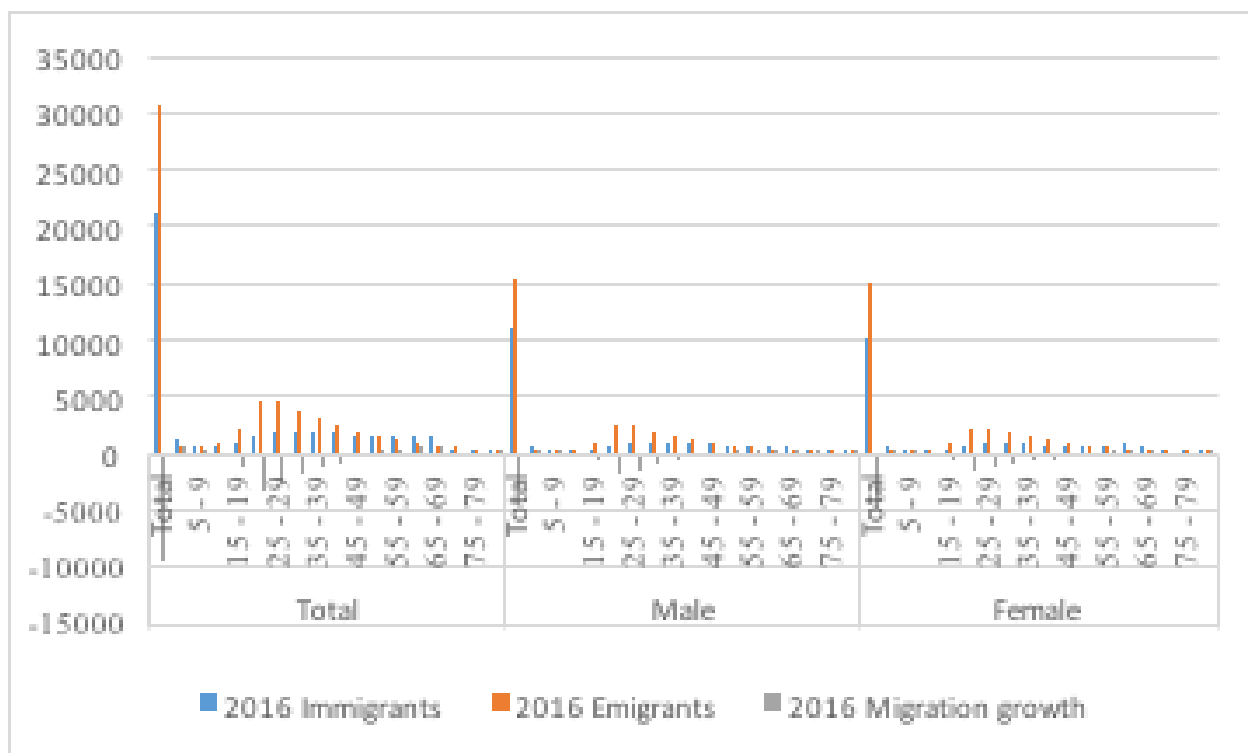 35000
30000
25000
20000
15000
10000
5000
0
-5000
-10000
-15000
Total
5 - 9
15 - 19
25 - 29
35 - 39
45 - 49
55 - 59
65 - 69
75 - 79
Total
5 - 9
15 - 19
25 - 29
35 - 39
45 - 49
55 - 59
65 - 69
75 - 79
Total
5 - 9
15 - 19
25 - 29
35 - 39
45 - 49
55 - 59
65 - 69
75 - 79
Total Male Female
2016 Immigrants 2016 Emigrants 2016 Migration growth